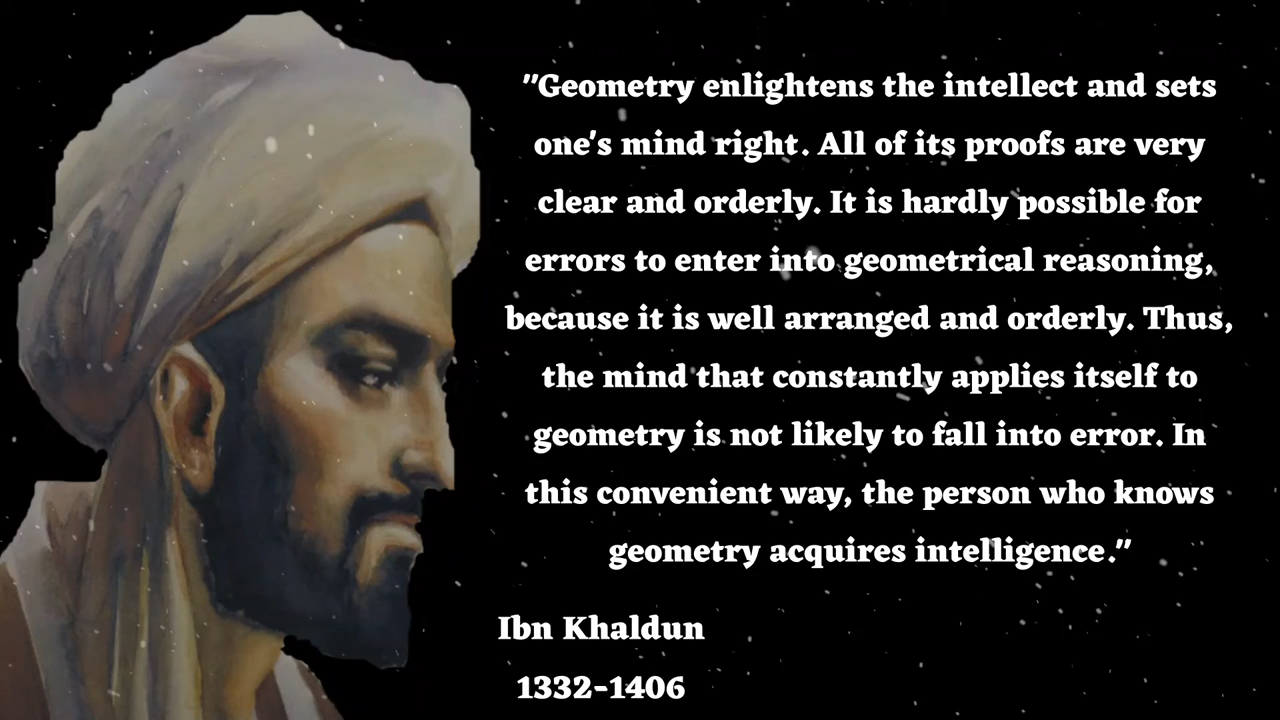 "Geometry enlightens the intellect and sets
one's mind right. All of its proofs are very
clear and orderly. It is hardly possible for
errors to enter into geometrical reasoning,
because it is well arranged and orderly. Thus,
the mind that constantly applies itself to
geometry is not likely to fall into error. In
this convenient way, the person who knows
geometry acquires intelligence."
Ibn Khaldun
1332-1406